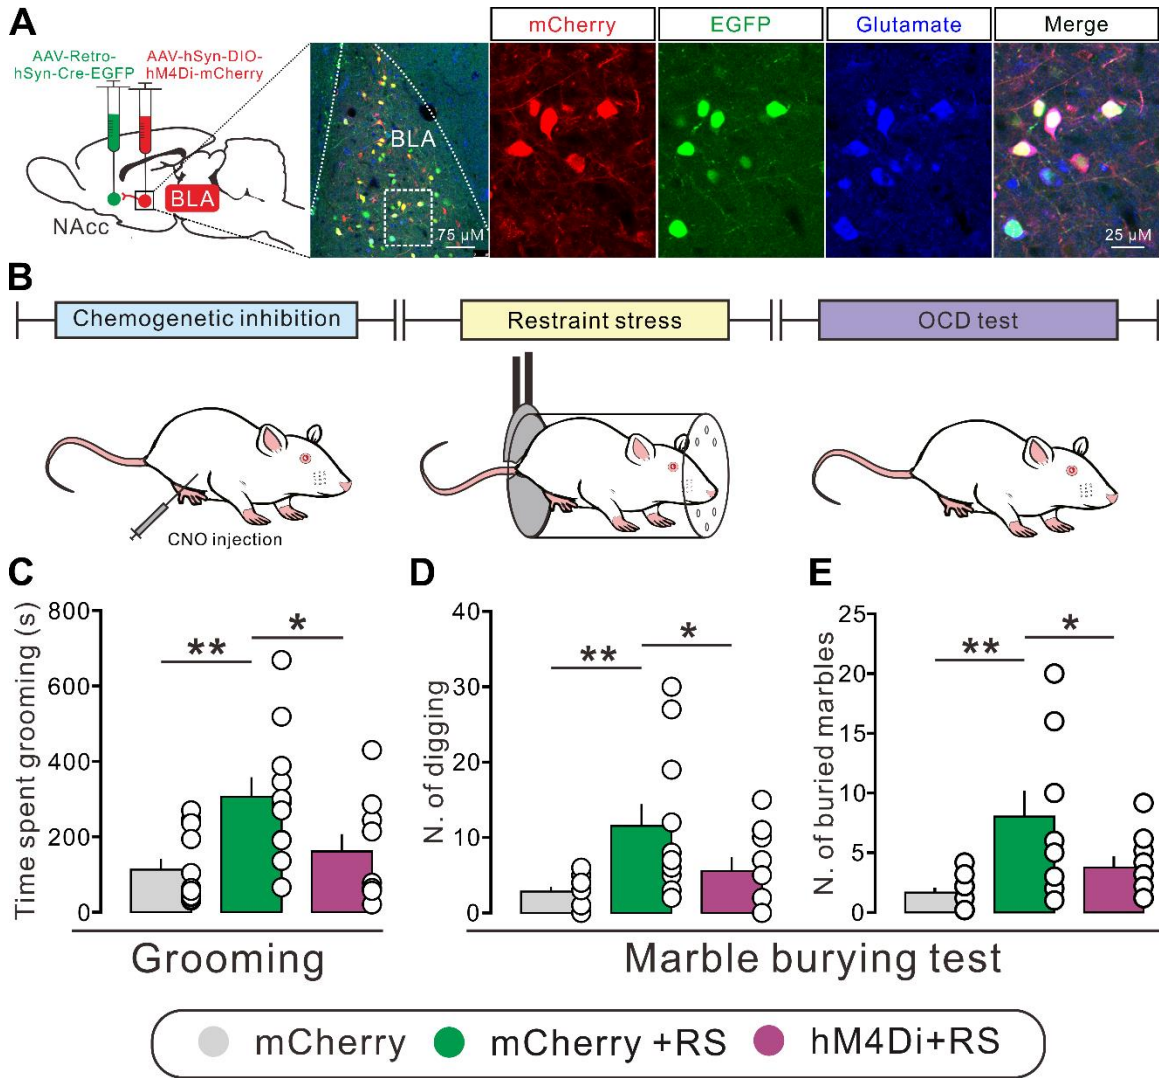 A
AAV-Retro-
hSyn-Cre-EGFP
AAV-hSyn-DIO-
hM4Di-mCherry
NAcc
BLA
BLA
75 μM
mCherry
EGFP
Glutamate
Merge
25 μM
B
Chemogenetic inhibition
Restraint stress
OCD test
CNO injection
C
Time spent grooming (s)
800
600
400
200
0
**
*
D
N. of digging
40
30
20
10
0
**
*
E
N. of buried marbles
25
20
15
10
5
0
**
*
Grooming
Marble burying test
mCherry
mCherry +RS
hM4Di+RS